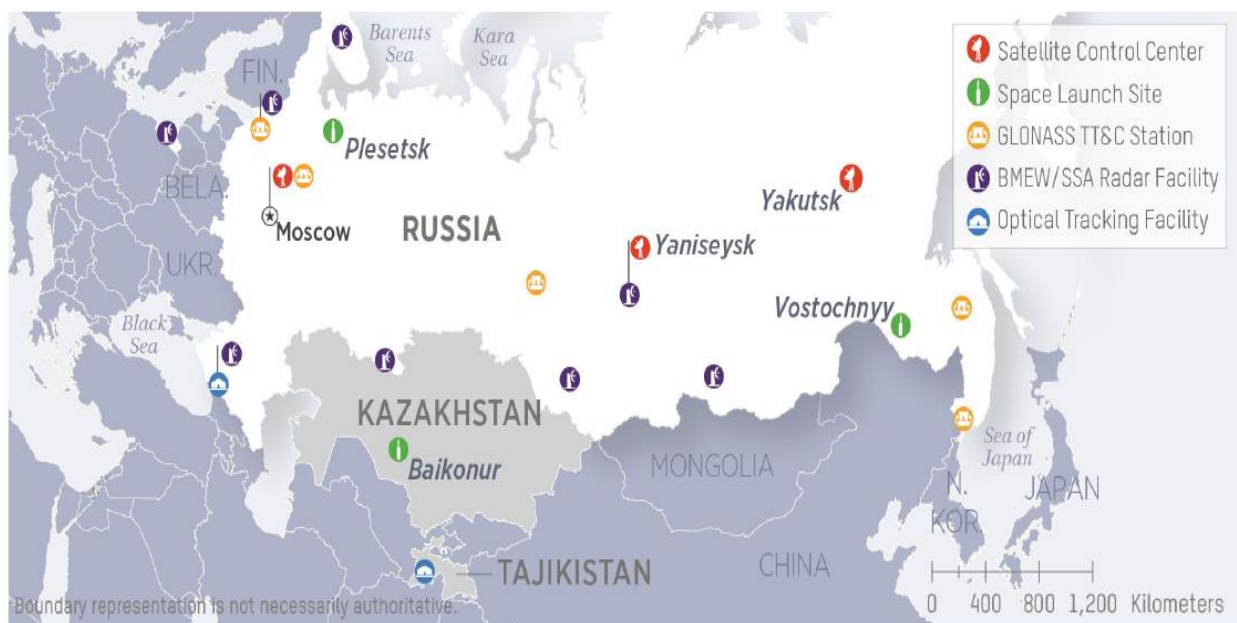 Barents
Sea
Kara
Sea
FIN.
Plesetsk
BELA.
Moscow
RUSSIA
UKR.
Black
Sea
Yakutsk
Yaniseysk
Vostochnyy
KAZAKHSTAN
Baikonur
MONGOLIA
Sea of
Japan
N.
KOR.
JAPAN
CHINA
TAJIKISTAN
Satellite Control Center
Space Launch Site
GLONASS TT&C Station
BMEW/SSA Radar Facility
Optical Tracking Facility
Boundary representation is not necessarily authoritative.
0 400 800 1,200 Kilometers